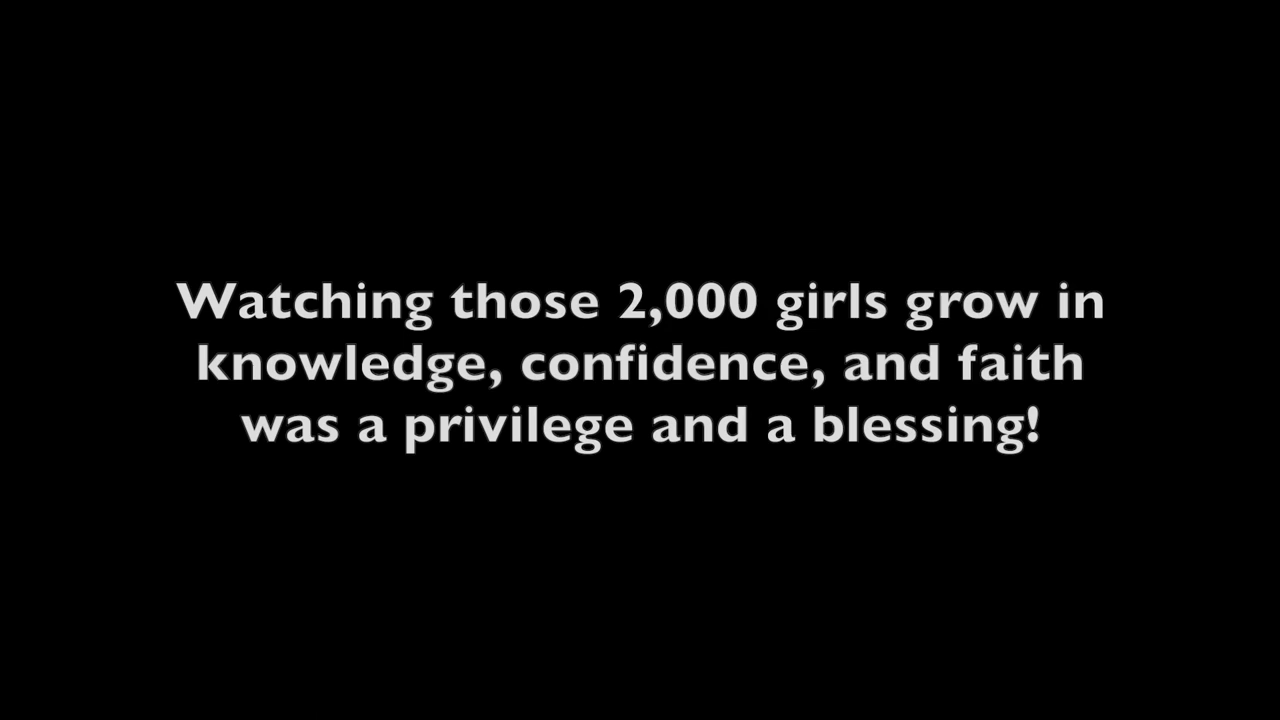 Watching those 2,000 girls grow in
knowledge, confidence, and faith
was a privilege and a blessing!